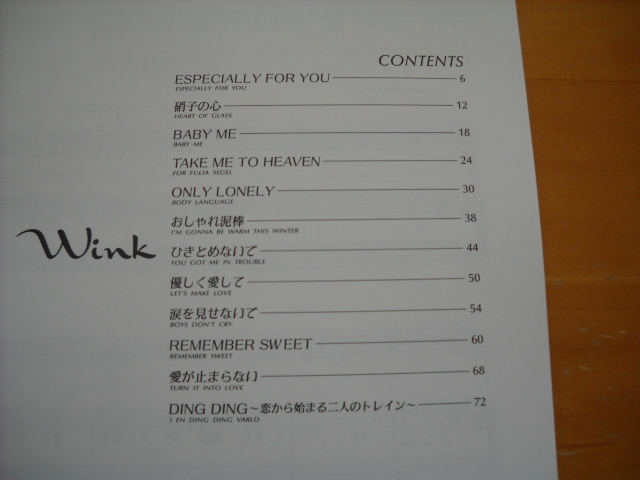 CONTENTS
ESPECIALLY FOR YOU 6
ESPECIALLY FOR YOU
硝子の心 12
HEART OF GLASS
BABY ME 18
BABY ME
TAKE ME TO HEAVEN 24
FOR FULIA SEGEL
ONLY LONELY 30
BODY LANGUAGE
おしゃれ泥棒 38
I'M GONNA BE WARM THIS WINTER
Wink
ひきとめないで 44
YOU GOT ME IN TROUBLE
優しく愛して 50
LET'S MAKE LOVE
涙を見せないで 54
BOYS DON'T CRY
REMEMBER SWEET 60
REMEMBER SWEET
愛が止まらない 68
TURN IT INTO LOVE
DING DING～恋から始まる二人のトレイン～ 72
I EN DING DING VARLD